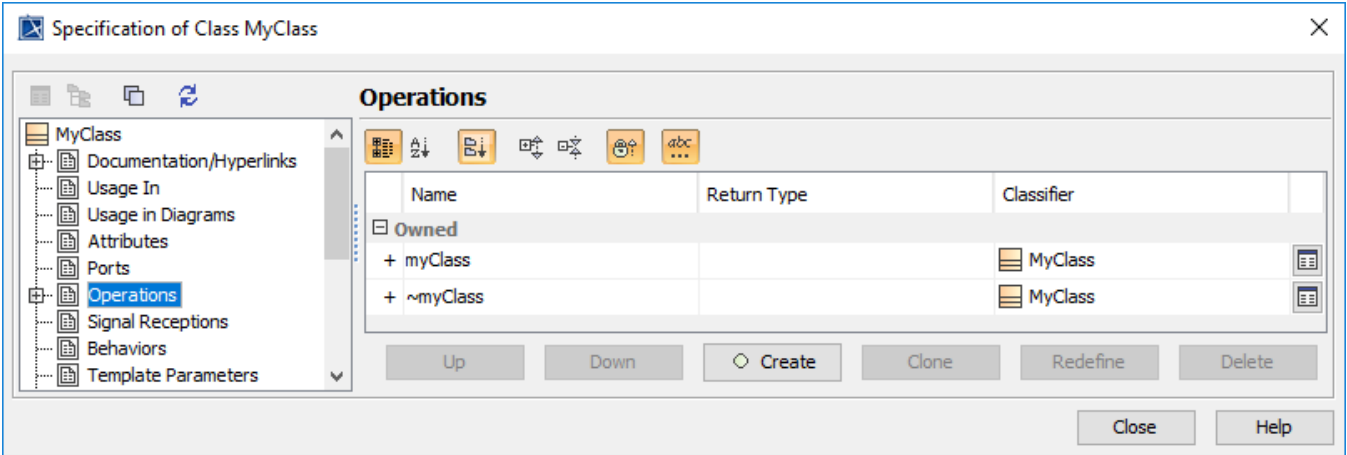 Specification of Class MyClass
MyClass
Documentation/Hyperlinks
Usage In
Usage in Diagrams
Attributes
Ports
Operations
Signal Receptions
Behaviors
Template Parameters
Operations
abc
Name Return Type Classifier
Owned
+ myClass MyClass
+ ~myClass MyClass
Up Down Create Clone Redefine Delete
Close Help